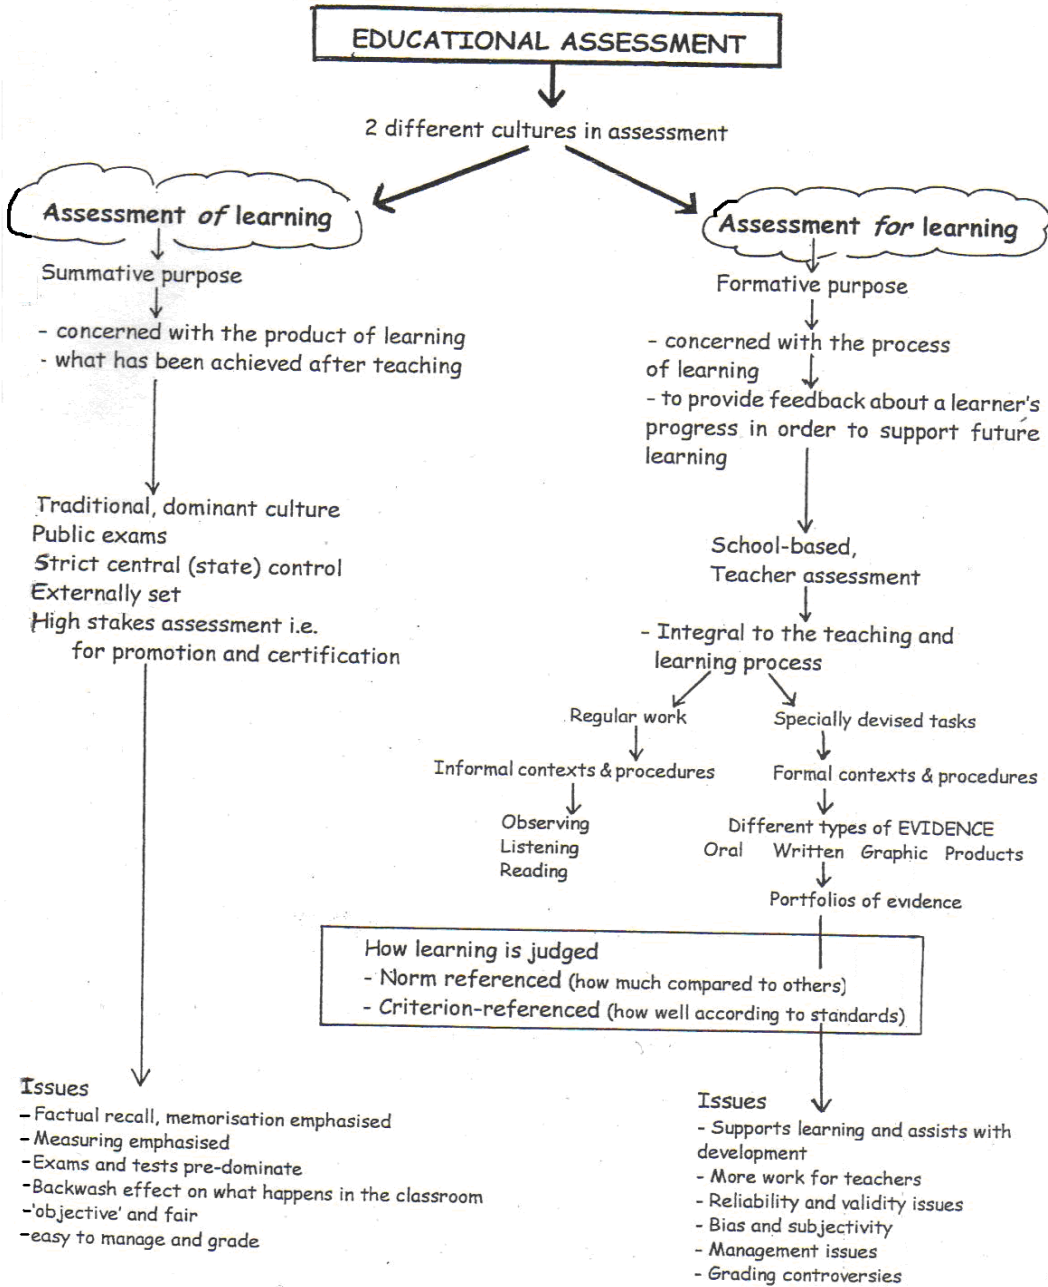 EDUCATIONAL ASSESSMENT
2 different cultures in assessment
Assessment of learning
Summative purpose
- concerned with the product of learning
- what has been achieved after teaching
Traditional, dominant culture
Public exams
Strict central (state) control
Externally set
High stakes assessment i.e.
for promotion and certification
Issues
- Factual recall, memorisation emphasised
- Measuring emphasised
- Exams and tests pre-dominate
- Backwash effect on what happens in the classroom
- 'objective' and fair
- easy to manage and grade
Assessment for learning
Formative purpose
- concerned with the process
of learning
- to provide feedback about a learner's
progress in order to support future
learning
School-based,
Teacher assessment
- Integral to the teaching and
learning process
Regular work
Informal contexts & procedures
Observing
Listening
Reading
Specially devised tasks
Formal contexts & procedures
Different types of EVIDENCE
Oral Written Graphic Products
Portfolios of evidence
How learning is judged
- Norm referenced (how much compared to others)
- Criterion-referenced (how well according to standards)
Issues
- Supports learning and assists with
development
- More work for teachers
- Reliability and validity issues
- Bias and subjectivity
- Management issues
- Grading controversies